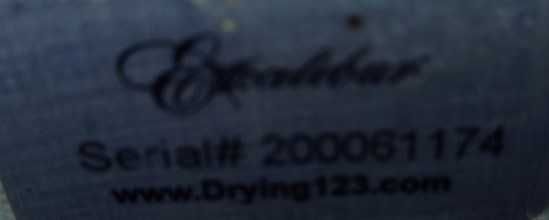 Excalibur
Serial# 200061174
www.Drying123.com